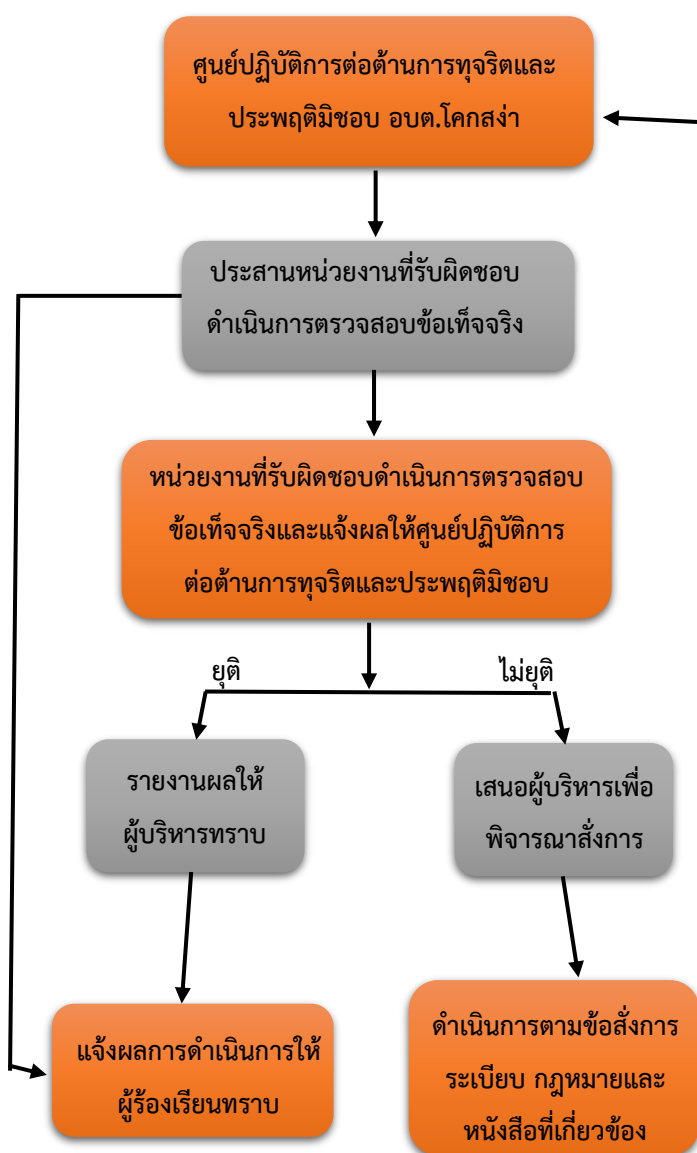 ศูนย์ปฏิบัติการต่อต้านการทุจริตและ
ประพฤติมิชอบ อบต.โคกสง่า
ประสานหน่วยงานที่รับผิดชอบ
ดำเนินการตรวจสอบข้อเท็จจริง
หน่วยงานที่รับผิดชอบดำเนินการตรวจสอบ
ข้อเท็จจริงและแจ้งผลให้ศูนย์ปฏิบัติการ
ต่อต้านการทุจริตและประพฤติมิชอบ
ยุติ
ไม่ยุติ
รายงานผลให้
ผู้บริหารทราบ
เสนอผู้บริหารเพื่อ
พิจารณาสั่งการ
แจ้งผลการดำเนินการให้
ผู้ร้องเรียนทราบ
ดำเนินการตามข้อสั่งการ
ระเบียบ กฎหมายและ
หนังสือที่เกี่ยวข้อง